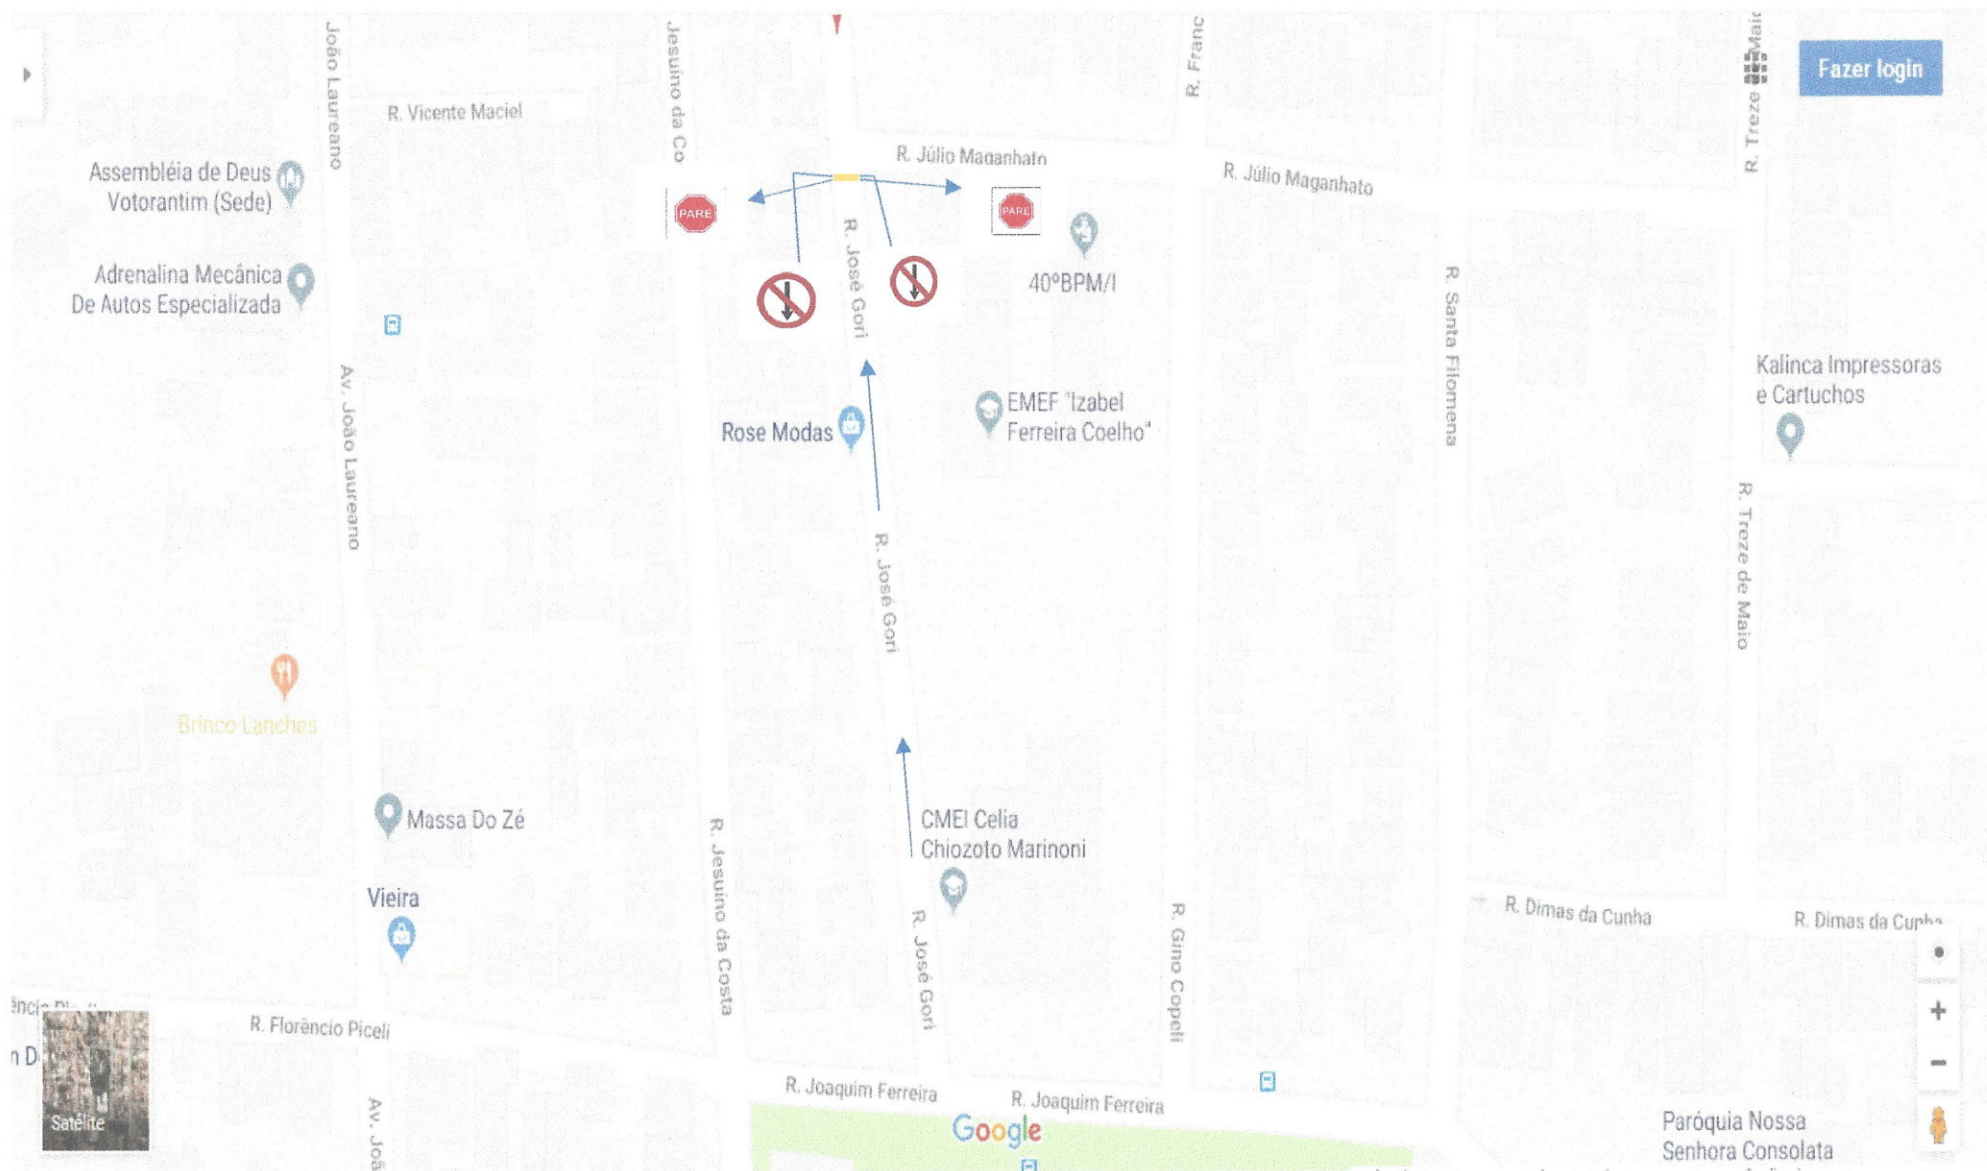 João Laureano
Jesuíno da Co
R. Franc
Fazer login
R. Vicente Maciel
R. Júlio Maganhato
R. Júlio Maganhato
R. Treze de Maio
Assembléia de Deus
Votorantim (Sede)
PARE
PARE
R. José Gori
Adrenalina Mecânica
De Autos Especializada
40ºBPM/I
R. Santa Filomena
Kalinca Impressoras
e Cartuchos
Av. João Laureano
Rose Modas
EMEF "Izabel
Ferreira Coelho"
R. José Gori
R. Treze de Maio
Brinco Lanches
Massa Do Zé
CMEI Celia
Chiozoto Marinoni
R. Jesuíno da Costa
Vieira
R. José Gori
R. Gino Copeli
R. Dimas da Cunha
R. Dimas da Cunha
R. Florêncio Piceli
n D
Satélite
Av. Joã
R. Joaquim Ferreira
R. Joaquim Ferreira
Google
Paróquia Nossa
Senhora Consolata